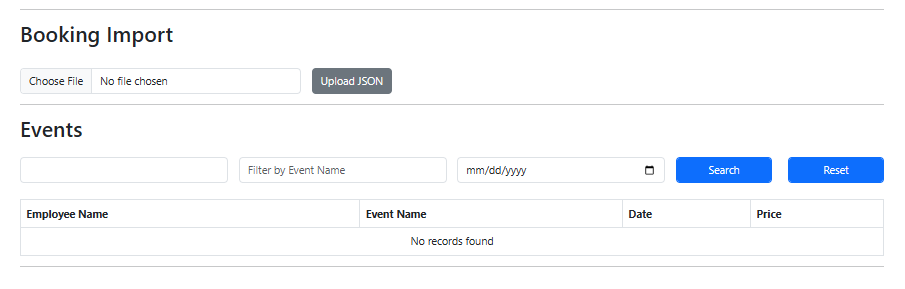 Booking Import
Choose File No file chosen Upload JSON
Events
Filter by Event Name mm/dd/yyyy Search Reset
Employee Name Event Name Date Price
No records found